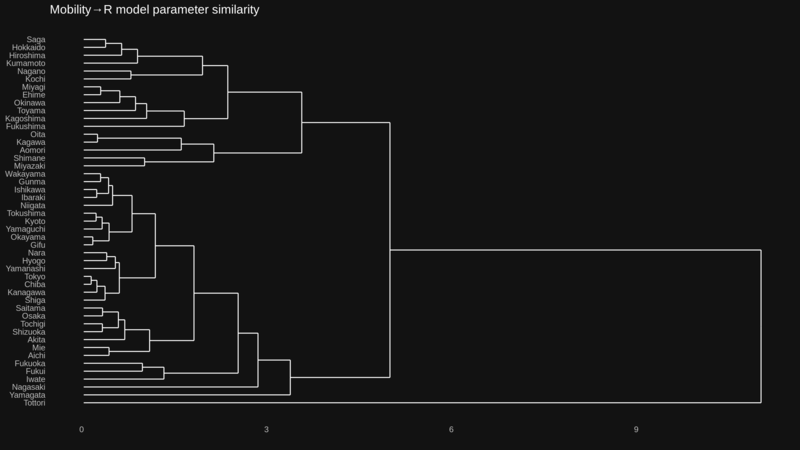 Mobility→R model parameter similarity
Saga
Hokkaido
Hiroshima
Kumamoto
Nagano
Kochi
Miyagi
Ehime
Okinawa
Toyama
Kagoshima
Fukushima
Oita
Kagawa
Aomori
Shimane
Miyazaki
Wakayama
Gunma
Ishikawa
Ibaraki
Niigata
Tokushima
Kyoto
Yamaguchi
Okayama
Gifu
Nara
Hyogo
Yamanashi
Tokyo
Chiba
Kanagawa
Shiga
Saitama
Osaka
Tochigi
Shizuoka
Akita
Mie
Aichi
Fukuoka
Fukui
Iwate
Nagasaki
Yamagata
Tottori
0 3 6 9